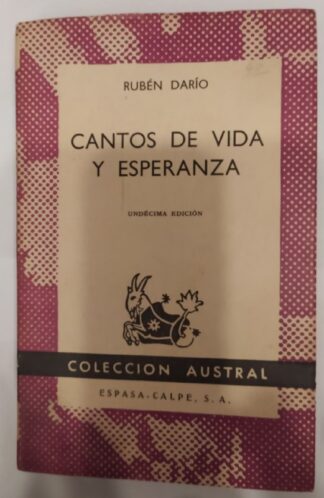 RUBÉN DARÍO
CANTOS DE VIDA
Y ESPERANZA
UNDÉCIMA EDICIÓN
COLECCION AUSTRAL
ESPASA-CALPE, S. A.